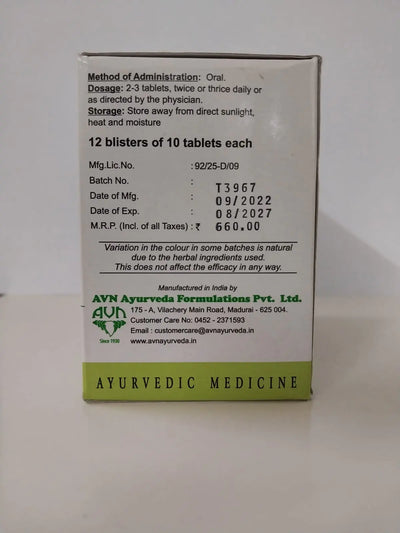 Method of Administration: Oral.
Dosage: 2-3 tablets, twice or thrice daily or
as directed by the physician.
Storage: Store away from direct sunlight,
heat and moisture
12 blisters of 10 tablets each
Mfg.Lic.No. : 92/25-D/09
Batch No. : T3967
Date of Mfg. : 09/2022
Date of Exp. : 08/2027
M.R.P. (Incl. of all Taxes) : ₹ 660.00
Variation in the colour in some batches is natural
due to the herbal ingredients used.
This does not affect the efficacy in any way.
Manufactured in India by
AVN Ayurveda Formulations Pvt. Ltd.
AVN
Since 1930
175 - A, Vilachery Main Road, Madurai - 625 004.
Customer Care No: 0452 - 2371593
Email : customercare@avnayurveda.in
www.avnayurveda.in
AYURVEDIC MEDICINE